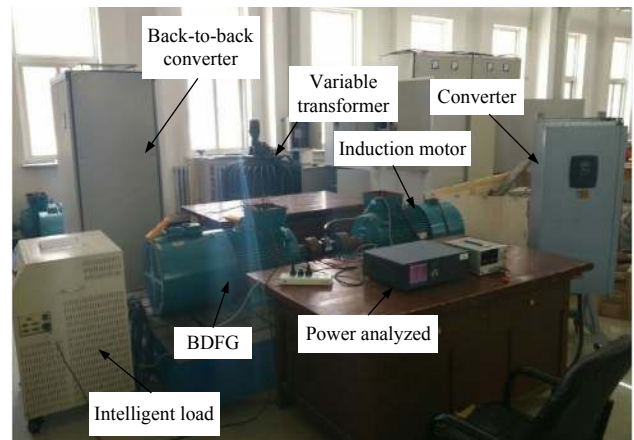 Back-to-back
converter
Variable
transformer
Converter
Induction motor
BDFG
Power analyzed
Intelligent load